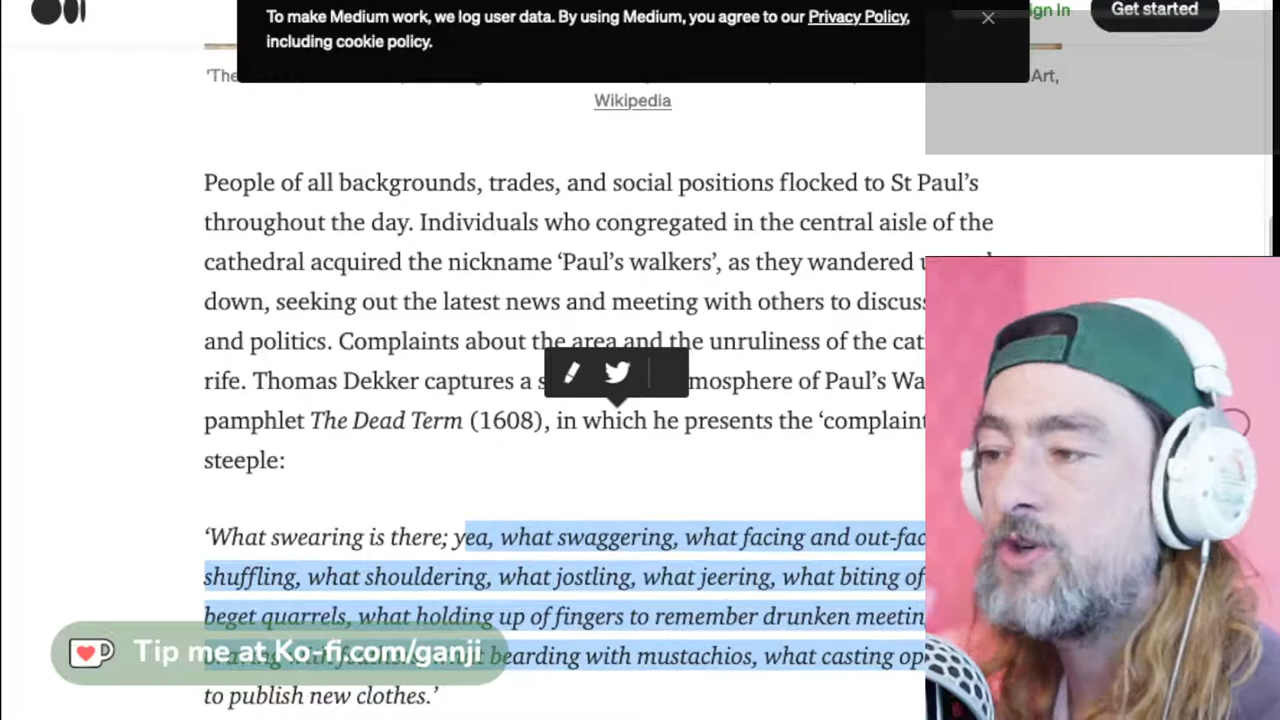 To make Medium work, we log user data. By using Medium, you agree to our Privacy Policy,
including cookie policy.
ign In
Get started
'The
Art,
Wikipedia
People of all backgrounds, trades, and social positions flocked to St Paul's
throughout the day. Individuals who congregated in the central aisle of the
cathedral acquired the nickname 'Paul's walkers', as they wandered u
down, seeking out the latest news and meeting with others to discuss
and politics. Complaints about the area and the unruliness of the cat
rife. Thomas Dekker captures a s mosphere of Paul's Wa
pamphlet The Dead Term (1608), in which he presents the 'complaint
steeple:
'What swearing is there; yea, what swaggering, what facing and out-fac
shuffling, what shouldering, what jostling, what jeering, what biting of
beget quarrels, what holding up of fingers to remember drunken meetin
bearding with mustachios, what casting op
to publish new clothes.'
Tip me at Ko-fi.com/ganji